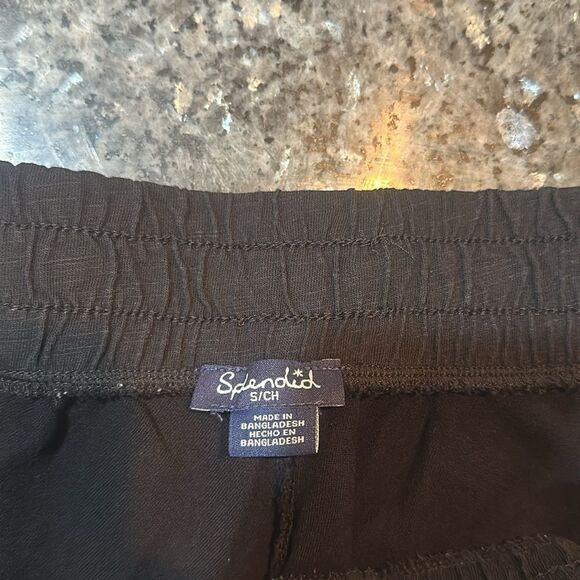 Splendid
S/CH
MADE IN
BANGLADESH
HECHO EN
BANGLADESH